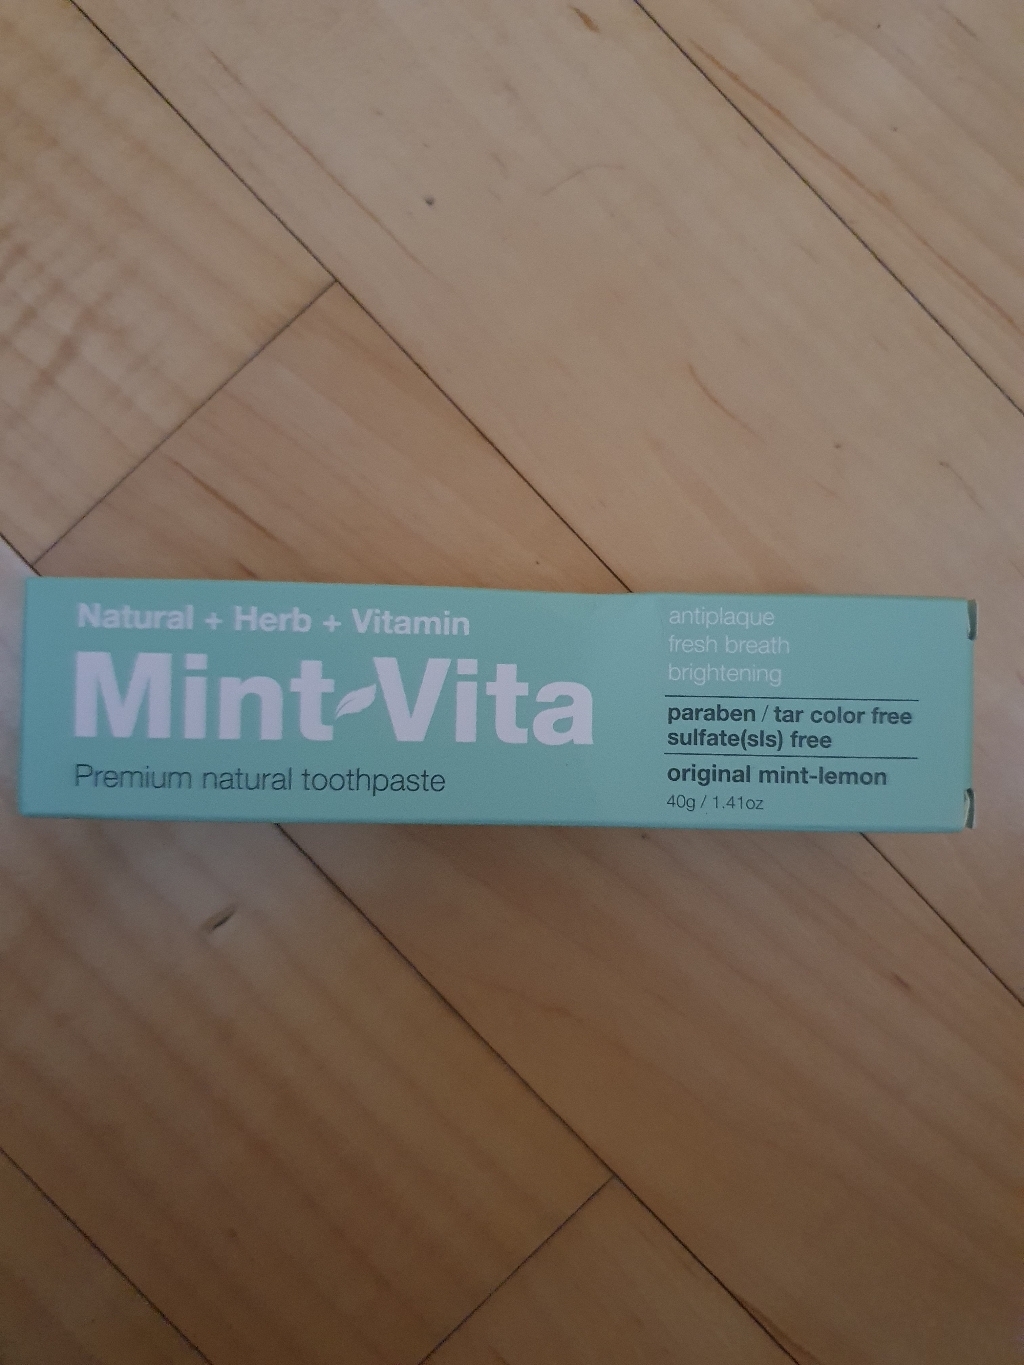 Natural + Herb + Vitamin
Mint Vita
Premium natural toothpaste
antiplaque
fresh breath
brightening
paraben / tar color free
sulfate(sls) free
original mint-lemon
40g / 1.41oz